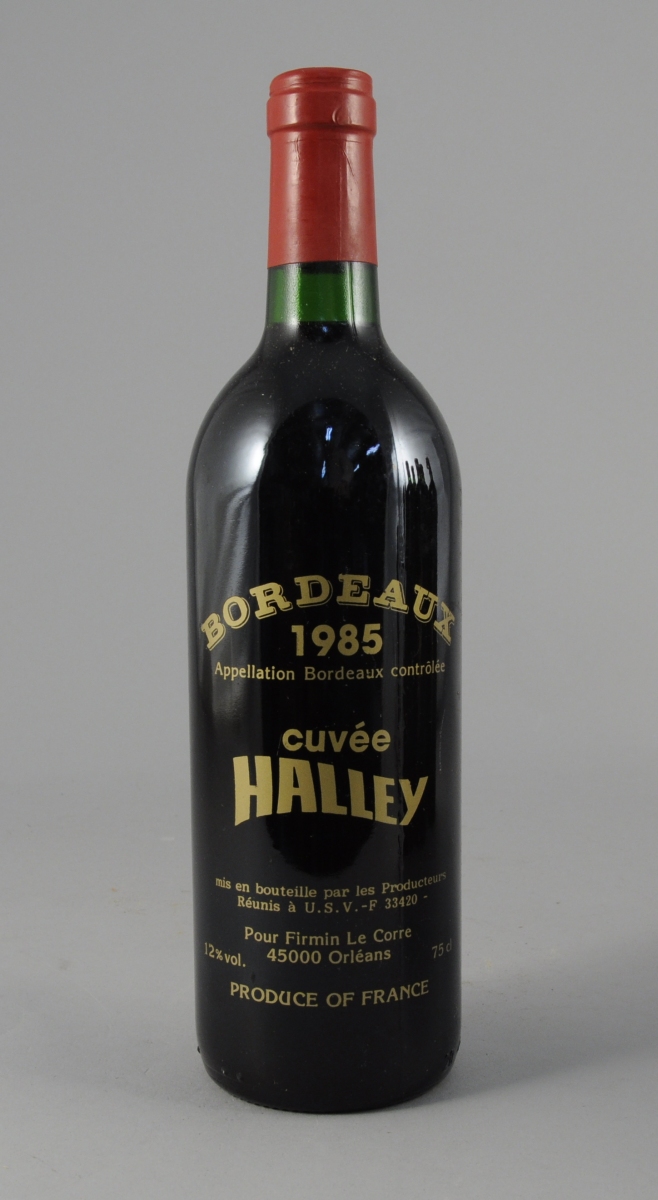 BORDEAUX
1985
Appellation Bordeaux contrôlée
cuvée
HALLEY
mis en bouteille par les Producteurs
Réunis à U.S.V.-F 33420 -
Pour Firmin Le Corre
12% vol. 45000 Orléans 75 cl
PRODUCE OF FRANCE